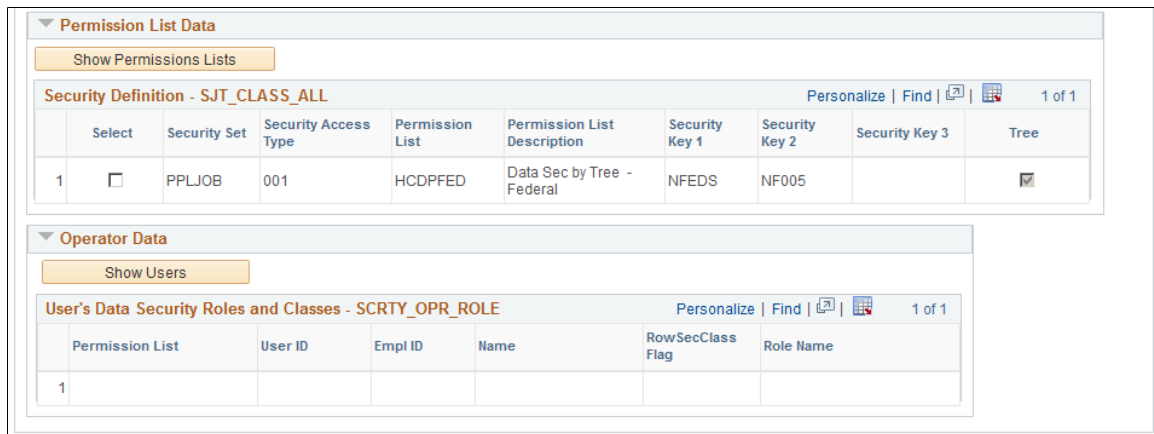 Permission List Data
Show Permissions Lists
Security Definition - SJT_CLASS_ALL Personalize | Find | | 1 of 1
Select Security Set Security Access Type Permission List Permission List Description Security Key 1 Security Key 2 Security Key 3 Tree
1 PPLJOB 001 HCDPFED Data Sec by Tree - Federal NFEDS NF005
Operator Data
Show Users
User's Data Security Roles and Classes - SCRTY_OPR_ROLE Personalize | Find | | 1 of 1
Permission List User ID Empl ID Name RowSecClass Flag Role Name
1